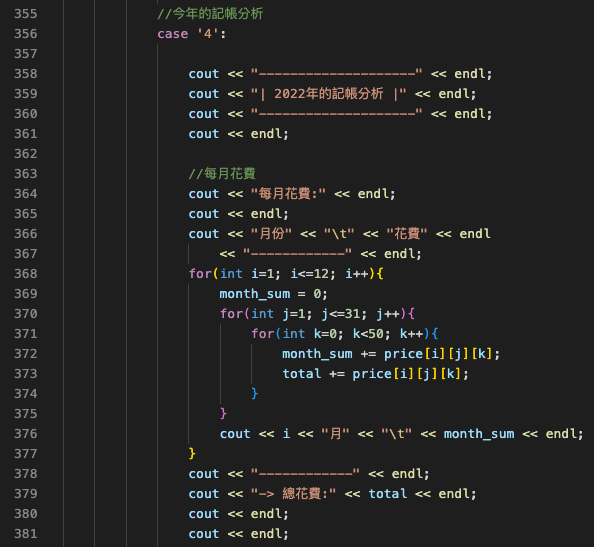 355 //今年的記帳分析
356 case '4':
357
358 cout << "--------------------" << endl;
359 cout << "| 2022年的記帳分析 |" << endl;
360 cout << "--------------------" << endl;
361 cout << endl;
362
363 //每月花費
364 cout << "每月花費:" << endl;
365 cout << endl;
366 cout << "月份" << "\t" << "花費" << endl
367 << "------------" << endl;
368 for(int i=1; i<=12; i++){
369 month_sum = 0;
370 for(int j=1; j<=31; j++){
371 for(int k=0; k<50; k++){
372 month_sum += price[i][j][k];
373 total += price[i][j][k];
374 }
375 }
376 cout << i << "月" << "\t" << month_sum << endl;
377 }
378 cout << "------------" << endl;
379 cout << "-> 總花費:" << total << endl;
380 cout << endl;
381 cout << endl;